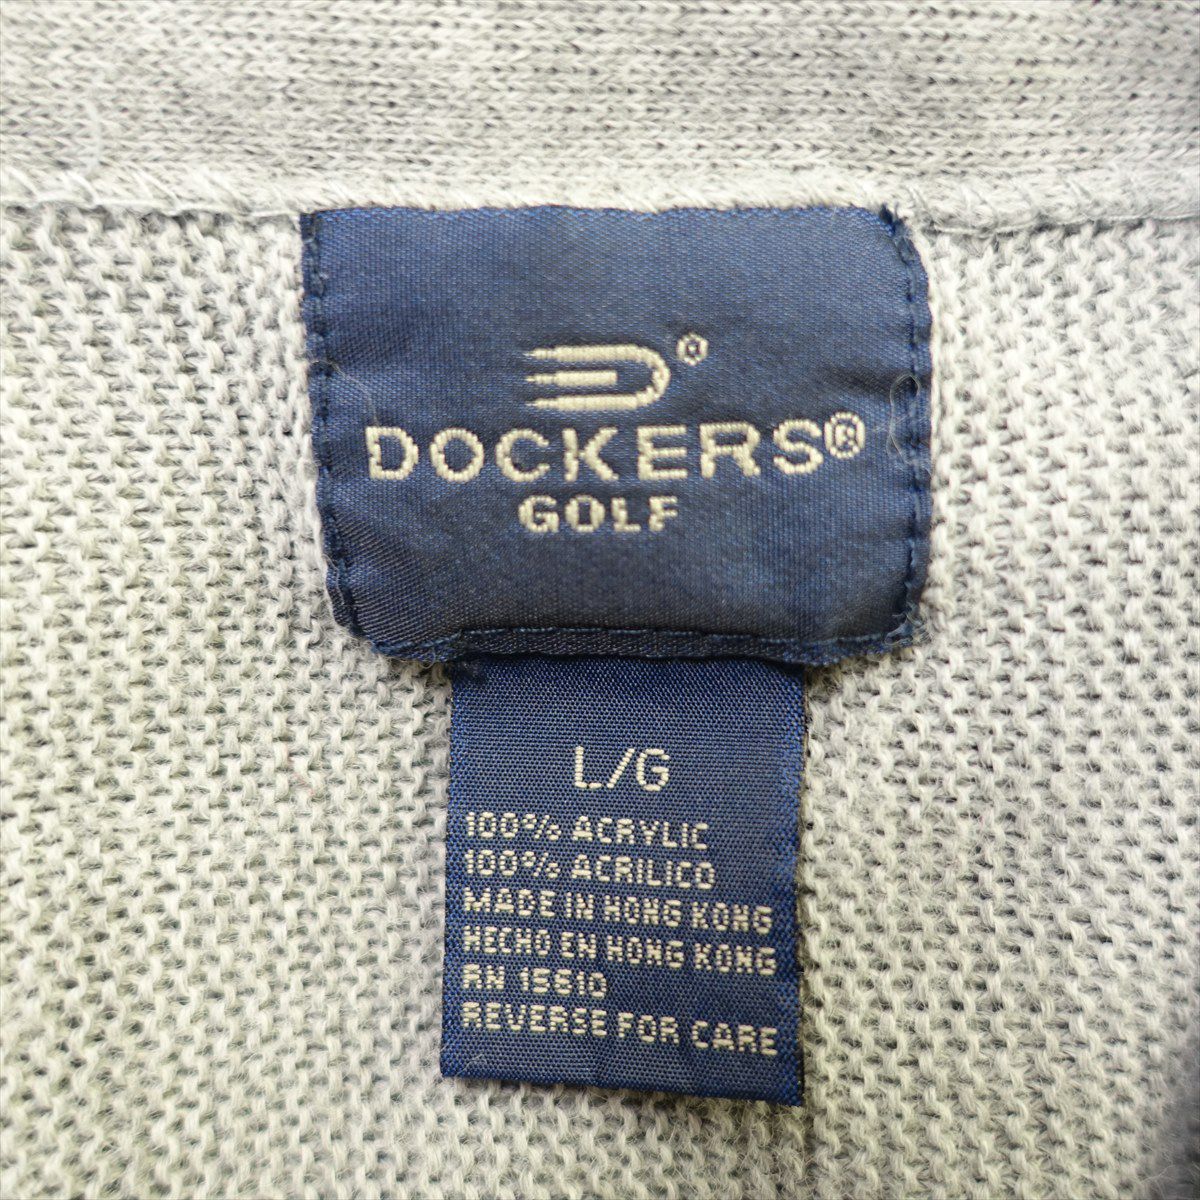 ®
DOCKERS®
GOLF
L/G
100% ACRYLIC
100% ACRILICO
MADE IN HONG KONG
HECHO EN HONG KONG
RN 15610
REVERSE FOR CARE